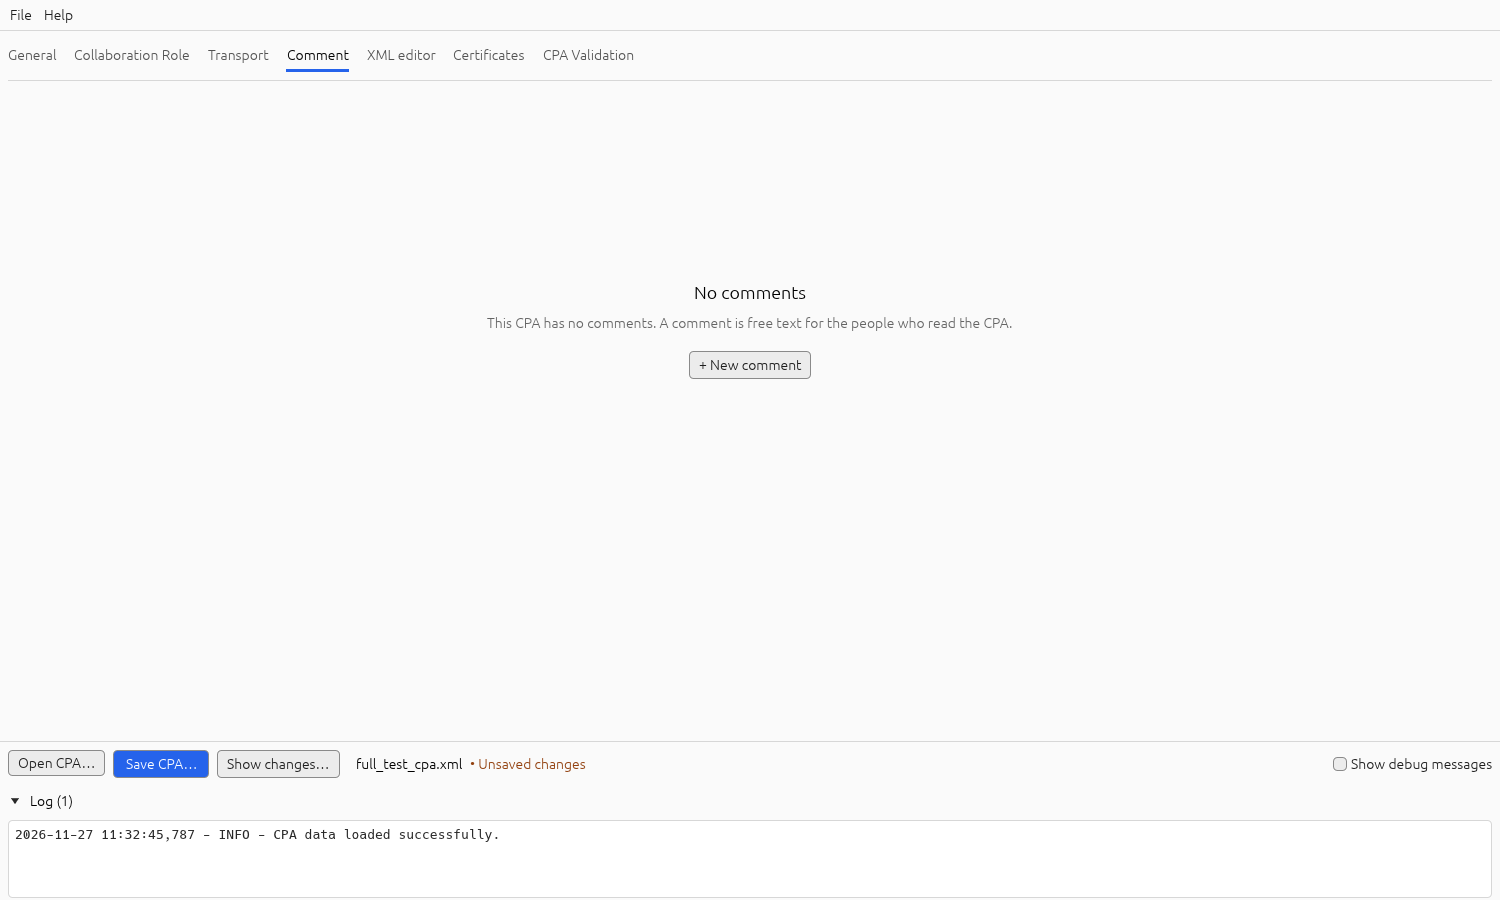 File Help
General Collaboration Role Transport Comment XML editor Certificates CPA Validation
No comments
This CPA has no comments. A comment is free text for the people who read the CPA.
+ New comment
Open CPA… Save CPA… Show changes… full_test_cpa.xml • Unsaved changes Show debug messages
▼ Log (1)
2026-11-27 11:32:45,787 - INFO - CPA data loaded successfully.